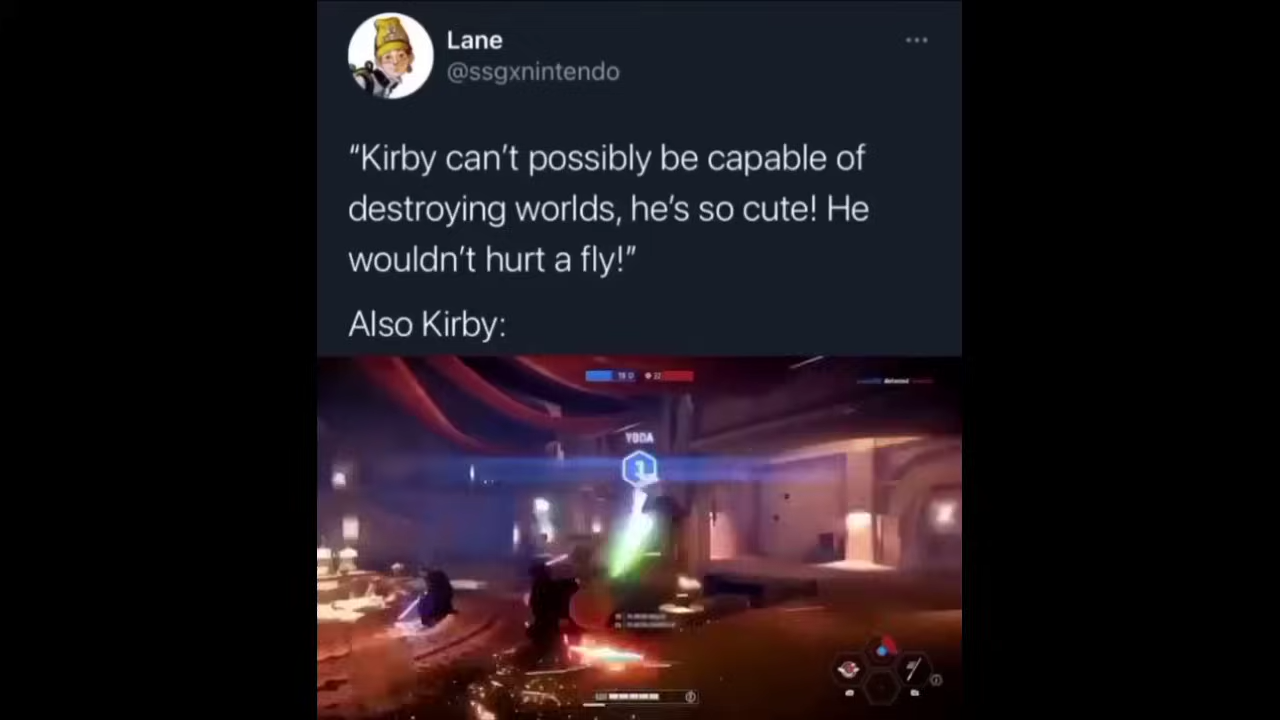 Lane
@ssgxnintendo
“Kirby can’t possibly be capable of
destroying worlds, he’s so cute! He
wouldn’t hurt a fly!”
Also Kirby:
YODA